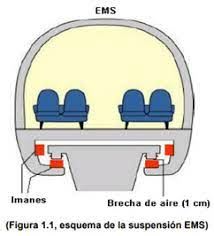 EMS
Imanes
Brecha de aire (1 cm)
(Figura 1.1, esquema de la suspensión EMS)